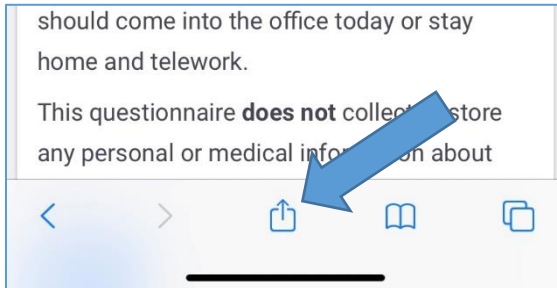 should come into the office today or stay
home and telework.
This questionnaire does not collect store
any personal or medical about